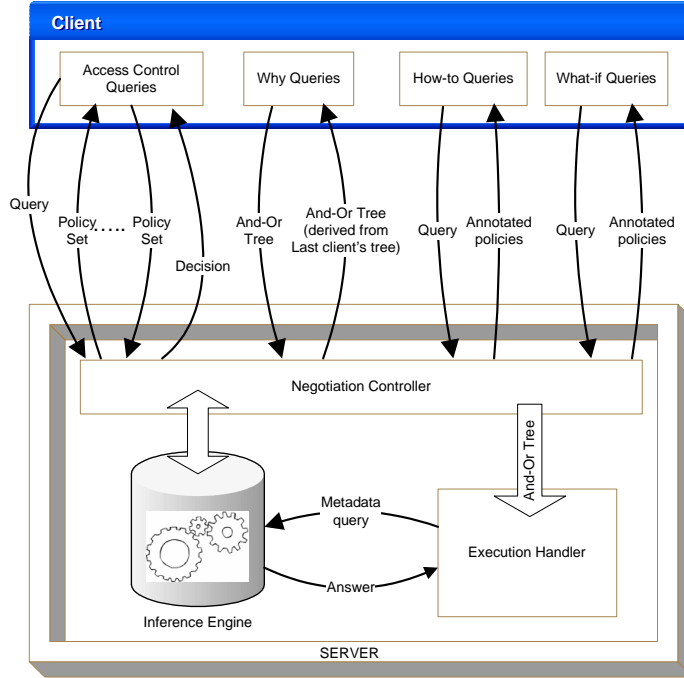 Client
Access Control
Queries
Why Queries
How-to Queries
What-if Queries
Query
Policy
Set
.....
Policy
Set
Decision
And-Or
Tree
And-Or Tree
(derived from
Last client's tree)
Query
Annotated
policies
Query
Annotated
policies
Negotiation Controller
And-Or Tree
Metadata
query
Execution Handler
Answer
Inference Engine
SERVER